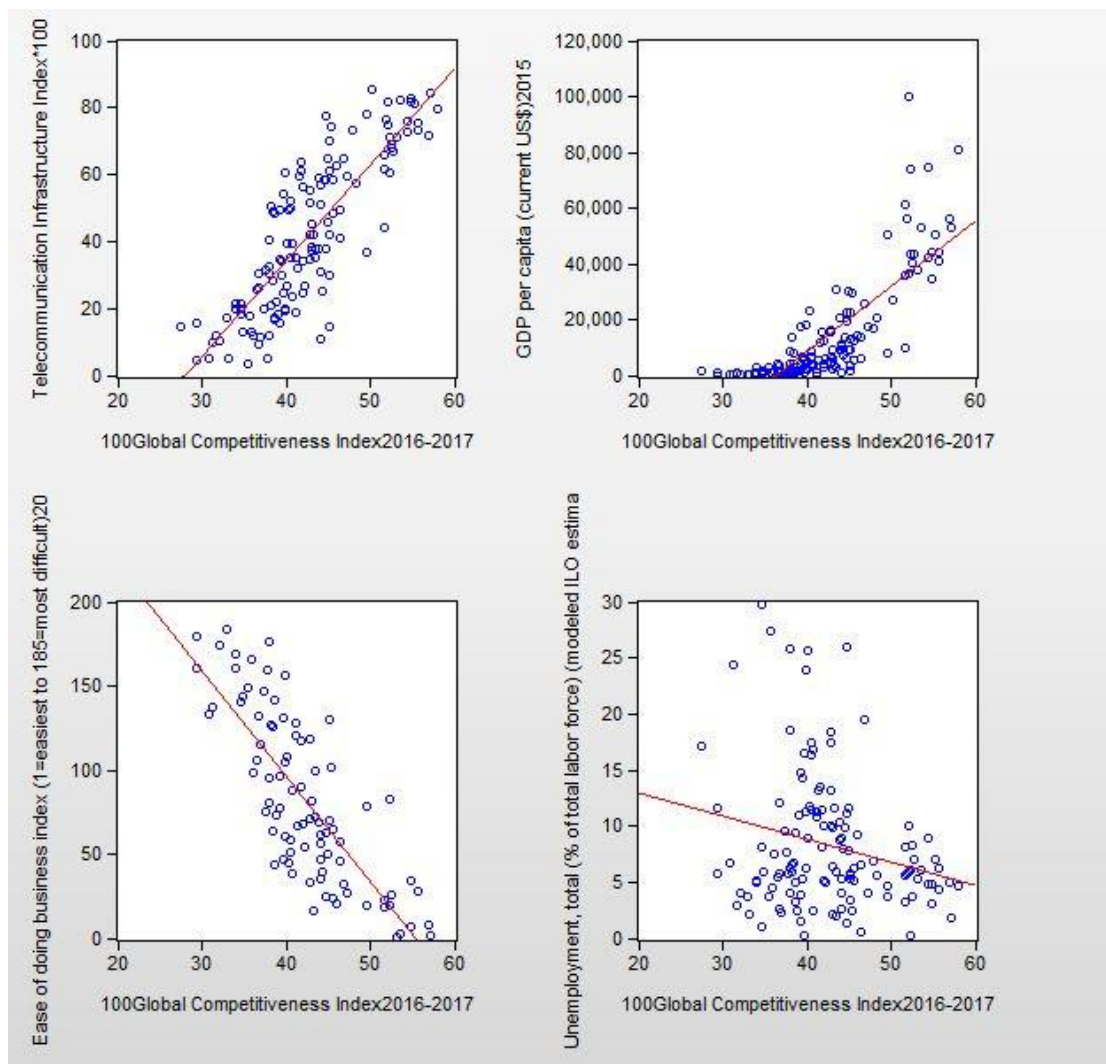 Telecommunication Infrastructure Index*100
100
80
60
40
20
0
20 30 40 50 60
100Global Competitiveness Index2016-2017
GDP per capita (current US$)2015
120,000
100,000
80,000
60,000
40,000
20,000
0
20 30 40 50 60
100Global Competitiveness Index2016-2017
Ease of doing business index (1=easiest to 185=most difficult)20
200
150
100
50
0
20 30 40 50 60
100Global Competitiveness Index2016-2017
Unemployment, total (% of total labor force) (modeled ILO estima
30
25
20
15
10
5
0
20 30 40 50 60
100Global Competitiveness Index2016-2017